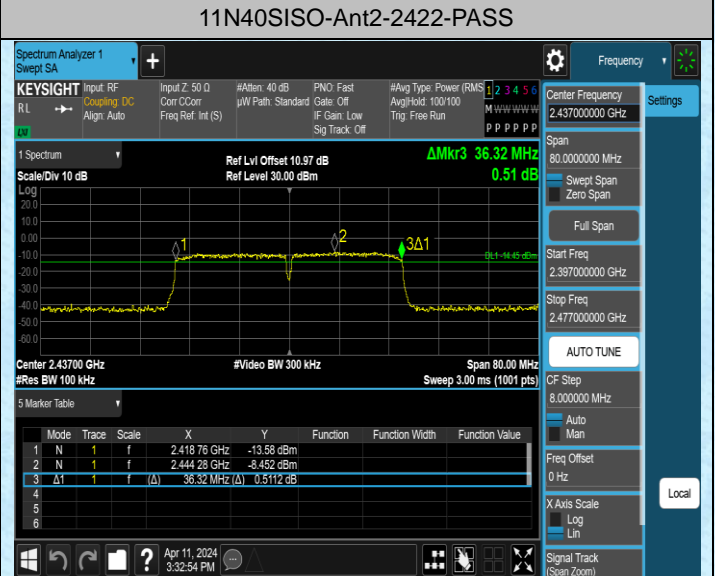 11N40SISO-Ant2-2422-PASS
Spectrum Analyzer 1
Swept SA
Frequency
KEYSIGHT
RL
Input: RF
Coupling: DC
Align: Auto
Input Z: 50 Ω
Corr CCorr
Freq Ref: Int (S)
#Atten: 40 dB
µW Path: Standard
PNO: Fast
Gate: Off
IF Gain: Low
Sig Track: Off
#Avg Type: Power (RMS
Avg|Hold: 100/100
Trig: Free Run
1 2 3 4 5 6
M W W W W W
P P P P P P
1 Spectrum
Scale/Div 10 dB
Ref Lvl Offset 10.97 dB
Ref Level 30.00 dBm
ΔMkr3 36.32 MHz
0.51 dB
Log
20.0
10.0
0.00
-10.0
-20.0
-30.0
-40.0
-50.0
-60.0
1
2
3Δ1
DL1 -14.45 dBm
Center 2.43700 GHz
#Res BW 100 kHz
#Video BW 300 kHz
Span 80.00 MHz
Sweep 3.00 ms (1001 pts)
5 Marker Table
Mode Trace Scale X Y Function Function Width Function Value
1 N 1 f 2.418 76 GHz -13.58 dBm
2 N 1 f 2.444 28 GHz -8.452 dBm
3 Δ1 1 f (Δ) 36.32 MHz (Δ) 0.5112 dB
4
5
6
Apr 11, 2024
3:32:54 PM
Center Frequency
2.437000000 GHz
Settings
Span
80.0000000 MHz
Swept Span
Zero Span
Full Span
Start Freq
2.397000000 GHz
Stop Freq
2.477000000 GHz
AUTO TUNE
CF Step
8.000000 MHz
Auto
Man
Freq Offset
0 Hz
Local
X Axis Scale
Log
Lin
Signal Track
(Span Zoom)